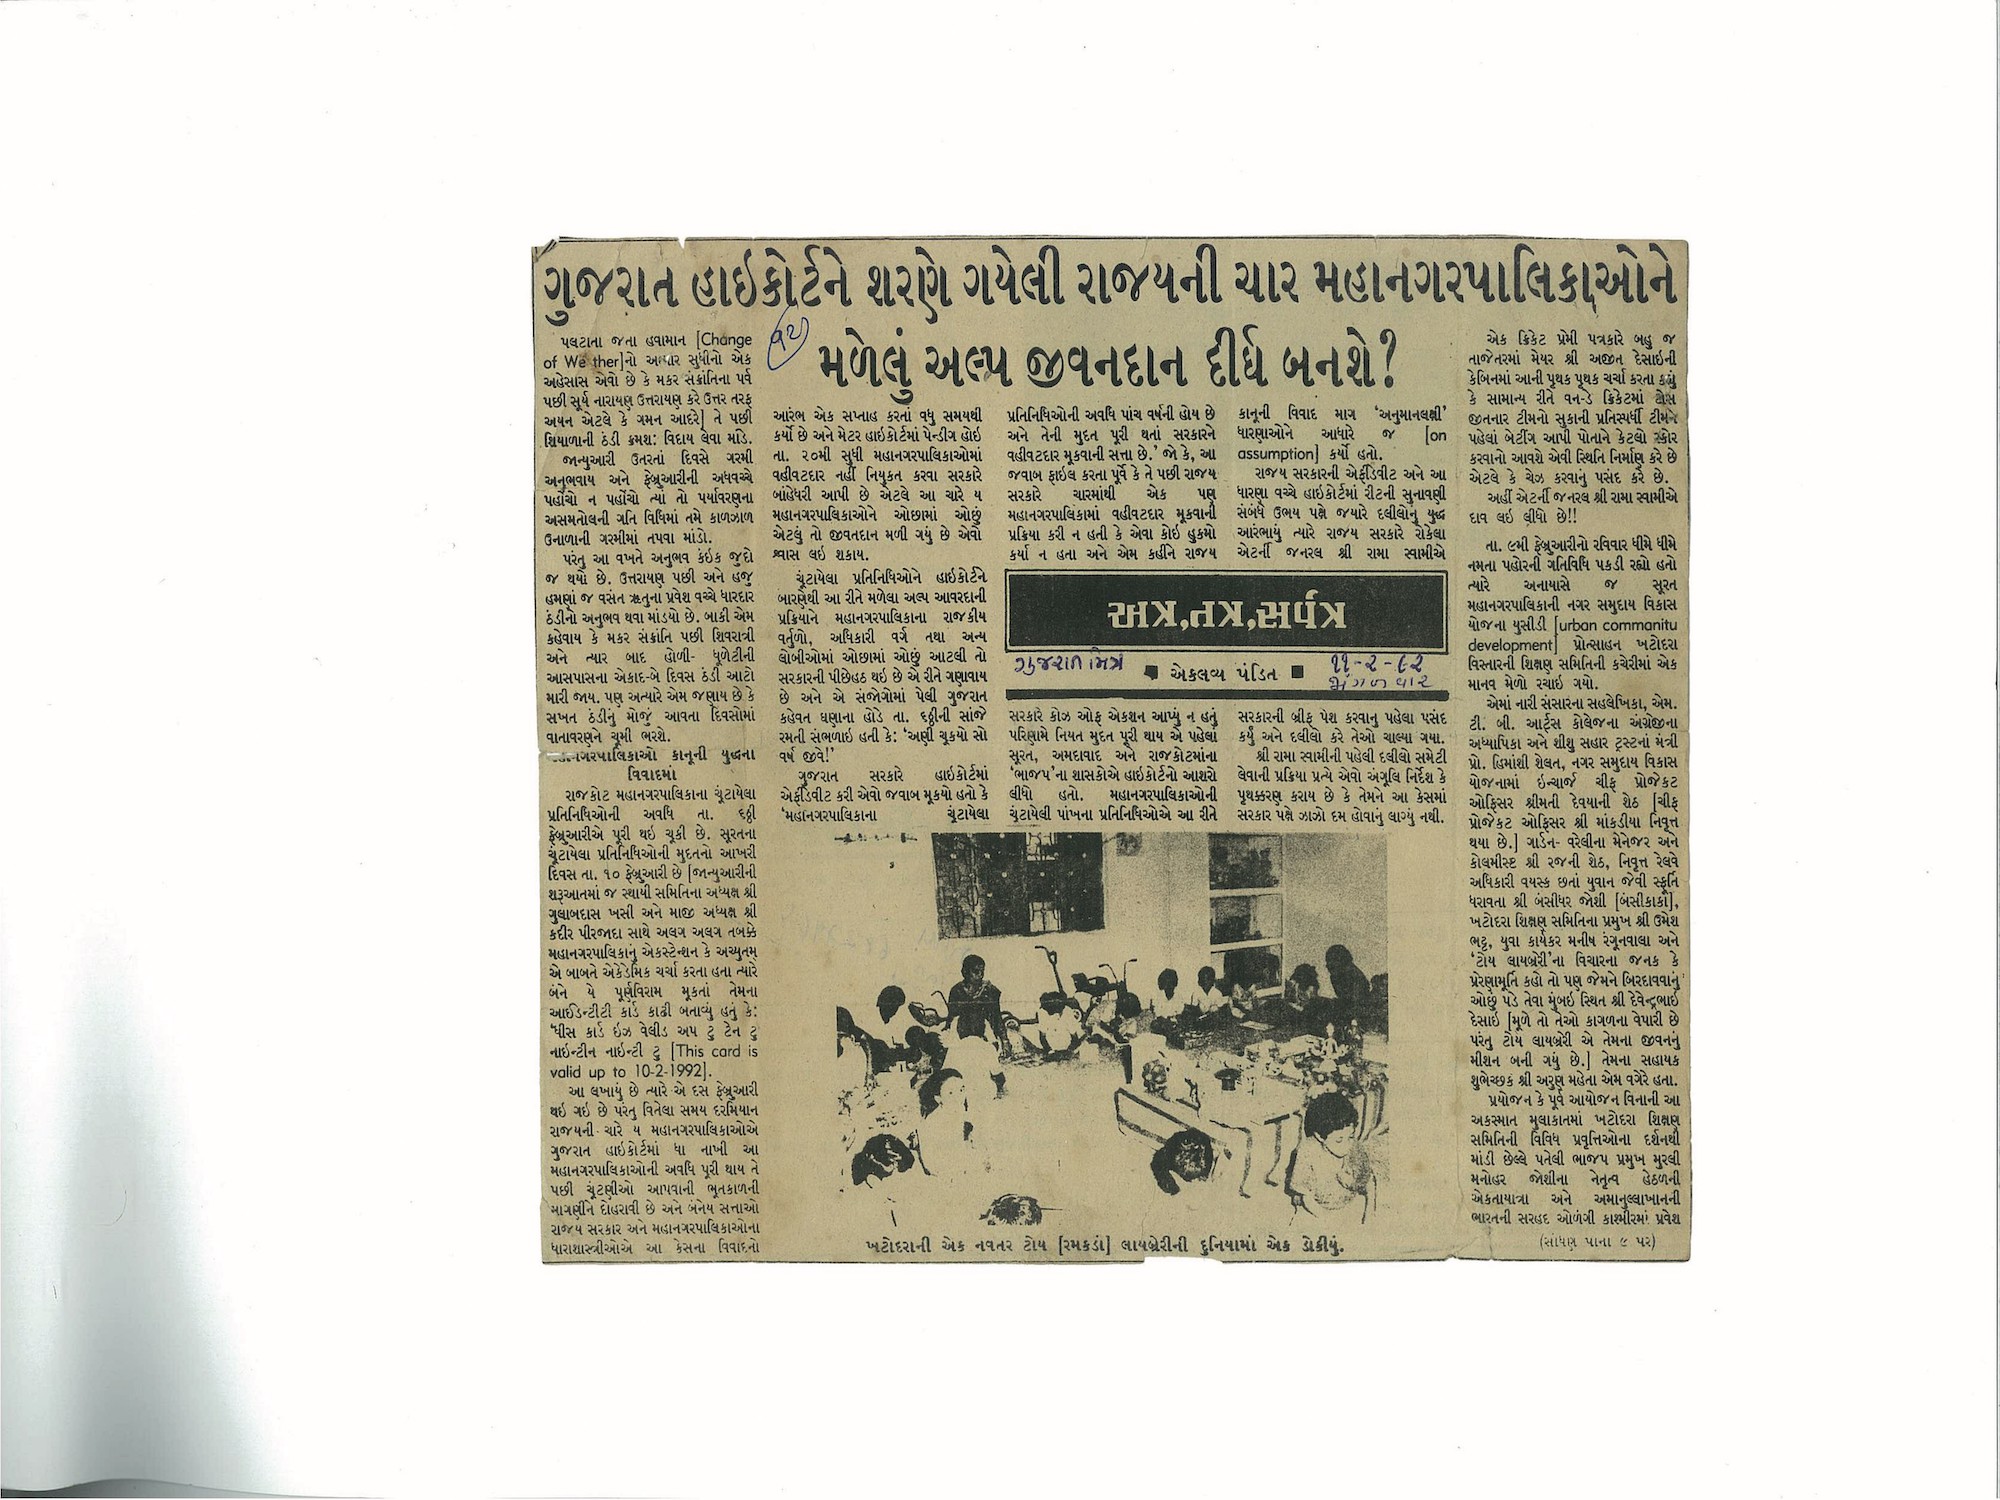 ગુજરાત હાઇકોર્ટને શરણે ગયેલી રાજયની ચાર મહાનગરપાલિકાઓને
મળેલું અલ્પ જીવનદાન દીર્ઘ બનશે?
૧૨
પલટાતા જતા હવામાન [Change
of We ther]નો અત્યાર સુધીનો એક
અહેસાસ એવો છે કે મકર સંક્રાંતિના પર્વ
પછી સૂર્ય નારાયણ ઉત્તરાયણ કરે ઉત્તર તરફ
અયન એટલે કે ગમન આદરે] તે પછી
શિયાળાની ઠંડી ક્રમશ: વિદાય લેવા માંડે.
જાન્યુઆરી ઉતરતાં દિવસે ગરમી
અનુભવાય અને ફેબ્રુઆરીની અધવચ્ચે
પહોંચો ન પહોંચો ત્યાં તો પર્યાવરણના
અસમતોલની ગતિ વિધિમાં તમે કાળઝાળ
ઉનાળાની ગરમીમાં તપવા માંડો.
પરંતુ આ વખતે અનુભવ કંઇક જુદો
જ થયો છે. ઉત્તરાયણ પછી અને હજુ
હમણાં જ વસંત ઋતુના પ્રવેશ વચ્ચે ધારદાર
ઠંડીનો અનુભવ થવા માંડયો છે. બાકી એમ
કહેવાય કે મકર સંક્રાંતિ પછી શિવરાત્રી
અને ત્યાર બાદ હોળી- ધૂળેટીની
આસપાસના એકાદ-બે દિવસ ઠંડી આંટો
મારી જાય. પણ અત્યારે એમ જણાય છે કે
સખત ઠંડીનું મોજું આવતા દિવસોમાં
વાતાવરણને ચૂમી ભરશે.
મહાનગરપાલિકાઓ કાનૂની યુદ્ધના
વિવાદમાં
રાજકોટ મહાનગરપાલિકાના ચૂંટાયેલા
પ્રતિનિધિઓની અવધિ તા. ૬ઠ્ઠી
ફેબ્રુઆરીએ પૂરી થઇ ચૂકી છે. સૂરતના
ચૂંટાયેલા પ્રતિનિધિઓની મુદતનો આખરી
દિવસ તા. ૧૦ ફેબ્રુઆરી છે [જાન્યુઆરીની
શરૂઆતમાં જ સ્થાયી સમિતિના અધ્યક્ષ શ્રી
ગુલાબદાસ ખસી અને માજી અધ્યક્ષ શ્રી
કદીર પીરજાદા સાથે અલગ અલગ તબક્કે
મહાનગરપાલિકાનું એકસ્ટેન્શન કે અચ્યુતમ્
એ બાબતે એકેડેમિક ચર્ચા કરતા હતા ત્યારે
બંને યે પૂર્ણવિરામ મૂકતાં તેમના
આઇડેન્ટીટી કાર્ડ કાઢી બતાવ્યું હતું કે:
'ધીસ કાર્ડ ઇઝ વેલીડ અપ ટુ ટેન ટુ
નાઇન્ટીન નાઇન્ટી ટુ [This card is
valid up to 10-2-1992].
આ લખાયું છે ત્યારે એ દસ ફેબ્રુઆરી
થઇ ગઇ છે પરંતુ વિતેલા સમય દરમિયાન
રાજ્યની ચારે ય મહાનગરપાલિકાઓએ
ગુજરાત હાઇકોર્ટમાં ધા નાખી આ
મહાનગરપાલિકાઓની અવધિ પૂરી થાય તે
પછી ચૂંટણીઓ આપવાની ભૂતકાળની
માગણીને દોહરાવી છે અને બંનેય સત્તાઓ
રાજ્ય સરકાર અને મહાનગરપાલિકાઓના
ધારાશાસ્ત્રીઓએ આ કેસના વિવાદનો
આરંભ એક સપ્તાહ કરતાં વધુ સમયથી
કર્યો છે અને મેટર હાઇકોર્ટમાં પેન્ડીંગ હોઇ
તા. ૨૦મી સુધી મહાનગરપાલિકાઓમાં
વહીવટદાર નહીં નિયુકત કરવા સરકારે
બાંહેધરી આપી છે એટલે આ ચારે ય
મહાનગરપાલિકાઓને ઓછામાં ઓછું
એટલું તો જીવતદાન મળી ગયું છે એવો
શ્વાસ લઇ શકાય.
ચૂંટાયેલા પ્રતિનિધિઓને હાઇકોર્ટને
બારણેથી આ રીતે મળેલા અલ્પ આવરદાની
પ્રક્રિયાને મહાનગરપાલિકાના રાજકીય
વર્તુળો, અધિકારી વર્ગ તથા અન્ય
લોબીઓમાં ઓછામાં ઓછું આટલી તો
સરકારની પીછેહઠ થઇ છે એ રીતે ગણાવાય
છે અને એ સંજોગોમાં પેલી ગુજરાત
કહેવત ઘણાના હોઠે તા. ૬ઠ્ઠીની સાંજે
રમતી સંભળાઇ હતી કે: 'અણી ચૂકયો સો
વર્ષ જીવે!'
ગુજરાત સરકારે હાઇકોર્ટમાં
એફીડેવીટ કરી એવો જવાબ મૂકયો હતો કે
'મહાનગરપાલિકાના ચૂંટાયેલા
પ્રતિનિધિઓની અવધિ પાંચ વર્ષની હોય છે
અને તેની મુદત પૂરી થતાં સરકારને
વહીવટદાર મૂકવાની સત્તા છે.' જો કે, આ
જવાબ ફાઇલ કરતા પૂર્વે કે તે પછી રાજય
સરકારે ચારમાંથી એક પણ
મહાનગરપાલિકામાં વહીવટદાર મૂકવાની
પ્રક્રિયા કરી ન હતી કે એવા કોઇ હુકમો
કર્યા ન હતા અને એમ કહીને રાજય
કાનૂની વિવાદ માગ 'અનુમાનલક્ષી'
ધારણાઓને આધારે જ [on
assumption] કર્યો હતો.
રાજય સરકારની એફીડેવીટ અને આ
ધારણા વચ્ચે હાઇકોર્ટમાં રીટની સુનાવણી
સંબંધે ઉભય પક્ષે જયારે દલીલોનું યુદ્ધ
આરંભાયું ત્યારે રાજય સરકારે રોકેલા
એટર્ની જનરલ શ્રી રામા સ્વામીએ
અત્ર,તત્ર,સર્વત્ર
ગુજરાત મિત્ર
■ એકલવ્ય પંડિત ■
૧૧-૨-૯૨
મંગળવાર
સરકારે કોઝ ઓફ એકશન આપ્યું ન હતું
પરિણામે નિયત મુદત પૂરી થાય એ પહેલાં
સૂરત, અમદાવાદ અને રાજકોટમાંના
'ભાજપ'ના શાસકોએ હાઇકોર્ટનો આશરો
લીધો હતો. મહાનગરપાલિકાઓની
ચૂંટાયેલી પાંખના પ્રતિનિધિઓએ આ રીતે
સરકારની બ્રીફ પેશ કરવાનું પહેલા પસંદ
કર્યું અને દલીલો કરે તેઓ ચાલ્યા ગયા.
શ્રી રામા સ્વામીની પહેલી દલીલો સમેટી
લેવાની પ્રક્રિયા પ્રત્યે એવો અંગુલિ નિર્દેશ કે
પૃથક્કરણ કરાય છે કે તેમને આ કેસમાં
સરકાર પક્ષે ઝાઝો દમ હોવાનું લાગ્યું નથી.
ખટોદરાની એક નવતર ટોય [રમકડાં] લાયબ્રેરીની દુનિયામાં એક ડોકીયું.
એક ક્રિકેટ પ્રેમી પત્રકારે બહુ જ
તાજેતરમાં મેયર શ્રી અજીત દેસાઇની
કેબિનમાં આની પૃથક પૃથક ચર્ચા કરતા કહ્યું
કે સામાન્ય રીતે વન-ડે ક્રિકેટમાં ટોસ
જીતનાર ટીમનો સુકાની પ્રતિસ્પર્ધી ટીમને
પહેલાં બેટીંગ આપી પોતાને કેટલો સ્કોર
કરવાનો આવશે એવી સ્થિતિ નિર્માણ કરે છે
એટલે કે ચેઝ કરવાનું પસંદ કરે છે.
અહીં એટર્ની જનરલ શ્રી રામા સ્વામીએ
દાવ લઇ લીધો છે!!
તા. ૯મી ફેબ્રુઆરીનો રવિવાર ધીમે ધીમે
નમતા પહોરની ગતિવિધિ પકડી રહ્યો હતો
ત્યારે અનાયાસે જ સૂરત
મહાનગરપાલિકાની નગર સમુદાય વિકાસ
યોજના યુસીડી [urban commanitu
development] પ્રોત્સાહન ખટોદરા
વિસ્તારની શિક્ષણ સમિતિની કચેરીમાં એક
માનવ મેળો રચાઇ ગયો.
એમાં નારી સંસારના સહલેખિકા, એમ.
ટી. બી. આર્ટ્સ કોલેજના અંગ્રેજીના
અધ્યાપિકા અને શીશુ સહાર ટ્રસ્ટનાં મંત્રી
પ્રો. હિમાંશી શેલત, નગર સમુદાય વિકાસ
યોજનામાં ઇન્ચાર્જ ચીફ પ્રોજેકટ
ઓફિસર શ્રીમતી દેવયાની શેઠ [ચીફ
પ્રોજેકટ ઓફિસર શ્રી માંકડીયા નિવૃત્ત
થયા છે.] ગાર્ડન- વરેલીના મેનેજર અને
કોલમીસ્ટ શ્રી રજની શેઠ, નિવૃત્ત રેલવે
અધિકારી વયસ્ક છતાં યુવાન જેવી સ્ફૂર્તિ
ધરાવતા શ્રી બંસીધર જોશી [બંસીકાકા],
ખટોદરા શિક્ષણ સમિતિના પ્રમુખ શ્રી ઉમેશ
ભટ્ટ, યુવા કાર્યકર મનીષ રંગૂનવાલા અને
'ટોય લાયબ્રેરી'ના વિચારના જનક કે
પ્રેરણામૂર્તિ કહો તો પણ જેમને બિરદાવવાનું
ઓછું પડે તેવા મુંબઇ સ્થિત શ્રી દેવેન્દ્રભાઇ
દેસાઇ [મૂળે તો તેઓ કાગળના વેપારી છે
પરંતુ ટોય લાયબ્રેરી એ તેમના જીવનનું
મીશન બની ગયું છે.] તેમના સહાયક
શુભેચ્છક શ્રી અરુણ મહેતા એમ વગેરે હતા.
પ્રયોજન કે પૂર્વ આયોજન વિનાની આ
અકસ્માત મુલાકાતમાં ખટોદરા શિક્ષણ
સમિતિની વિવિધ પ્રવૃત્તિઓના દર્શનથી
માંડી છેલ્લે પતેલી ભાજપ પ્રમુખ મુરલી
મનોહર જોશીના નેતૃત્વ હેઠળની
એકતાયાત્રા અને અમાનુલ્લાખાનની
ભારતની સરહદ ઓળંગી કાશ્મીરમાં પ્રવેશ
(સાંધણ પાના ૯ પર)